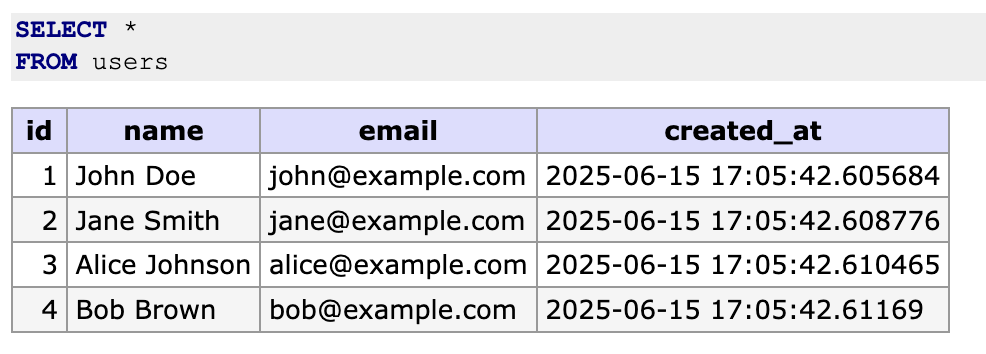 SELECT *
FROM users
id name email created_at
1 John Doe john@example.com 2025-06-15 17:05:42.605684
2 Jane Smith jane@example.com 2025-06-15 17:05:42.608776
3 Alice Johnson alice@example.com 2025-06-15 17:05:42.610465
4 Bob Brown bob@example.com 2025-06-15 17:05:42.61169